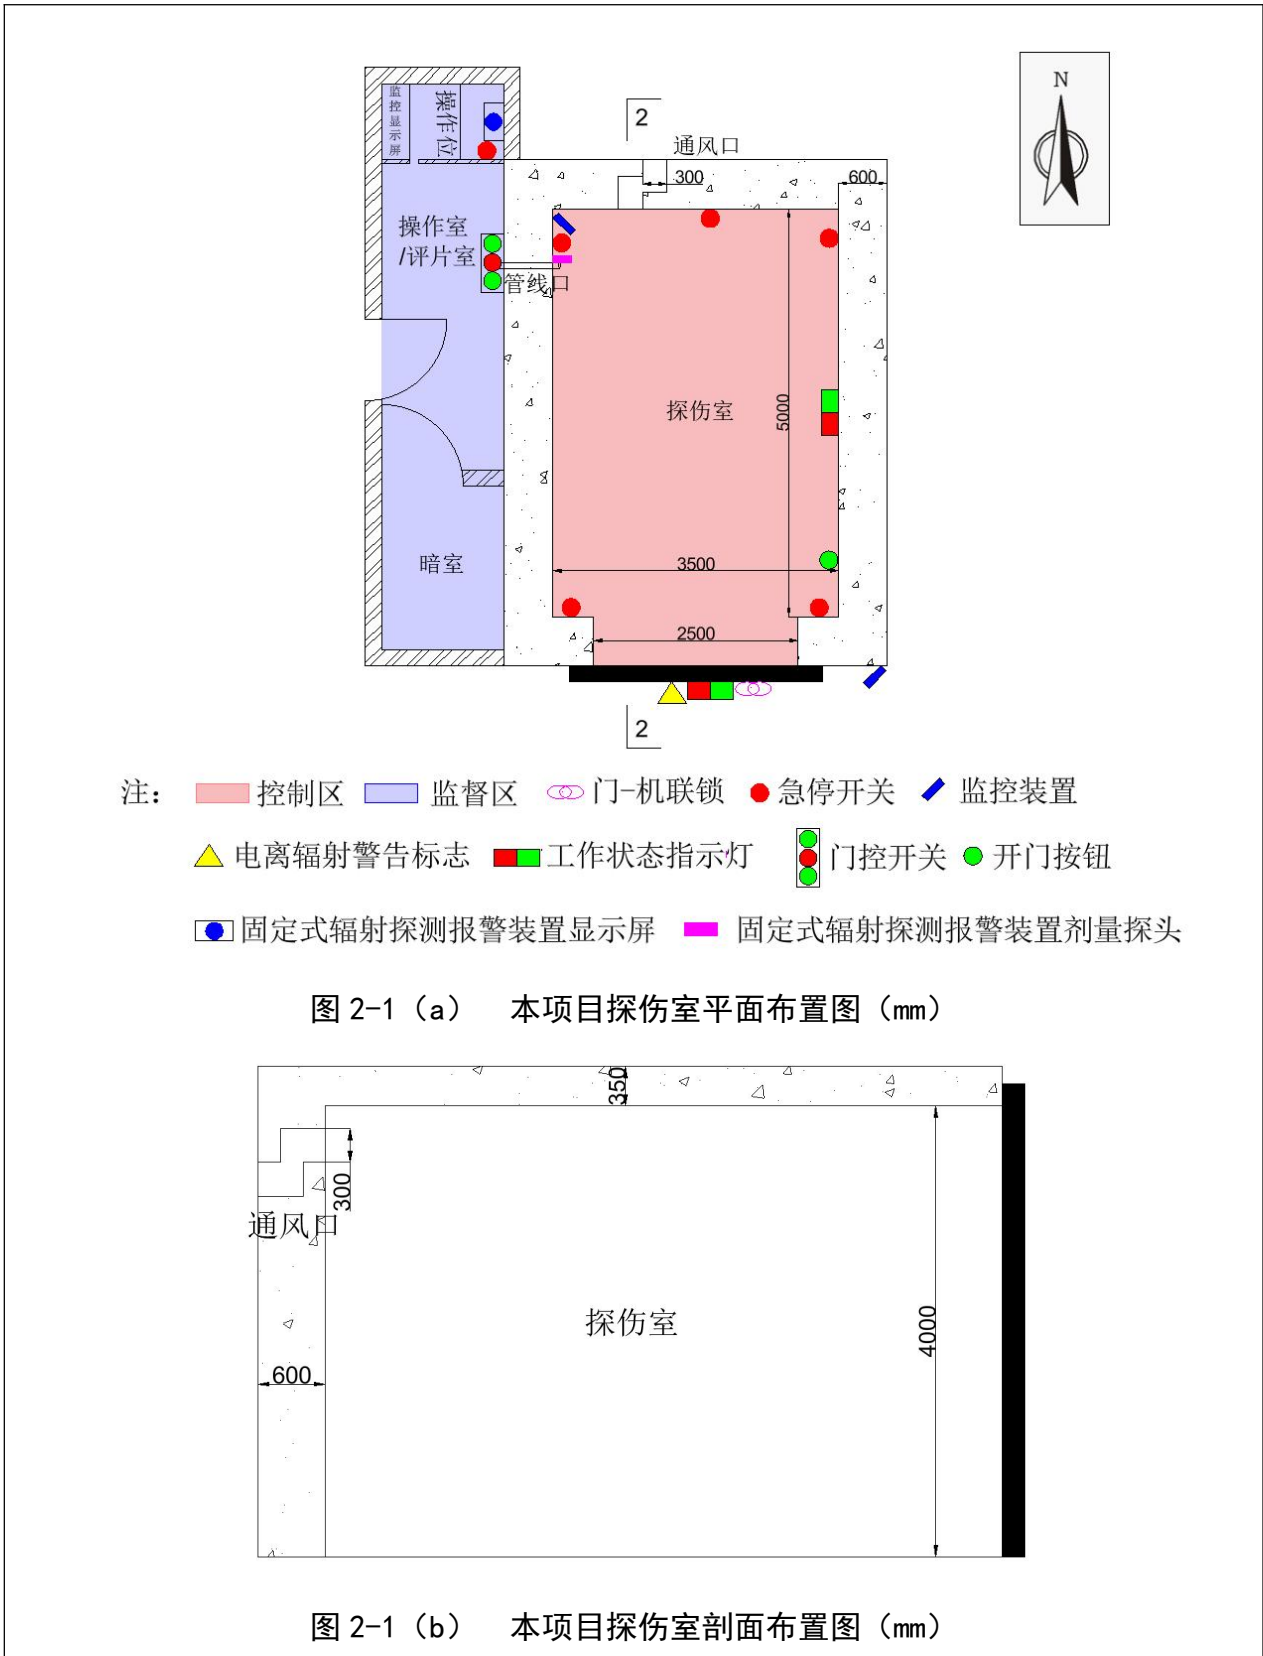 N
监控显示屏
操作位
2
通风口
300
600
操作室
/评片室
管线口
探伤室
5000
暗室
3500
2500
2
注：
控制区
监督区
门-机联锁
急停开关
监控装置
电离辐射警告标志
工作状态指示灯
门控开关
开门按钮
固定式辐射探测报警装置显示屏
固定式辐射探测报警装置剂量探头
图 2-1（a） 本项目探伤室平面布置图（mm）
350
300
通风口
探伤室
4000
600
图 2-1（b） 本项目探伤室剖面布置图（mm）